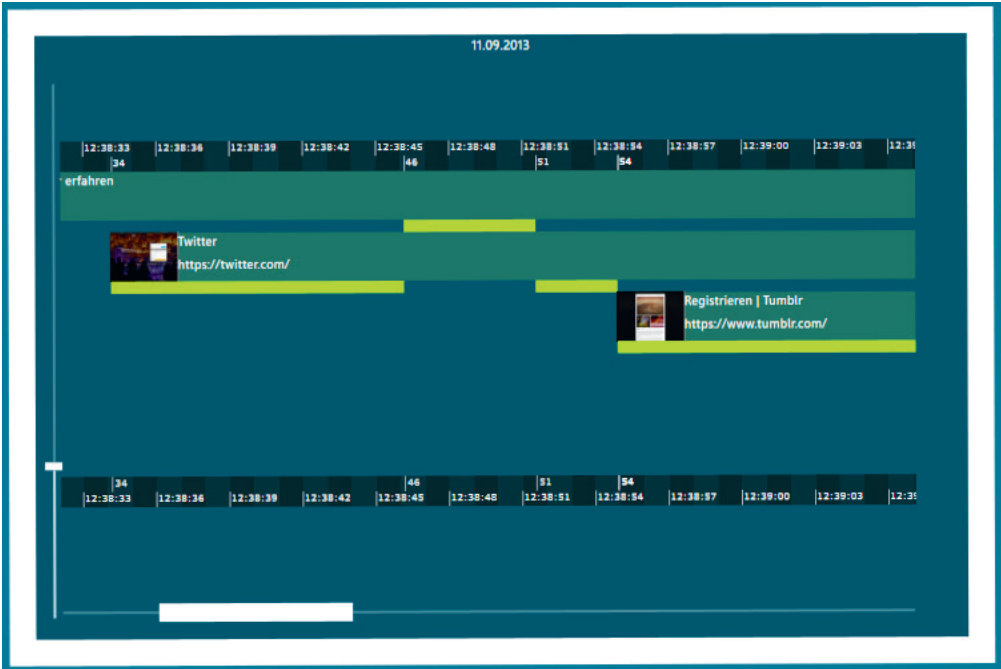 11.09.2013
12:38:33 12:38:36 12:38:39 12:38:42 12:38:45 12:38:48 12:38:51 12:38:54 12:38:57 12:39:00 12:39:03
34 46 51 54
erfahren
Twitter
https://twitter.com/
Registrieren | Tumblr
https://www.tumblr.com/
34 46 51 54
12:38:33 12:38:36 12:38:39 12:38:42 12:38:45 12:38:48 12:38:51 12:38:54 12:38:57 12:39:00 12:39:03